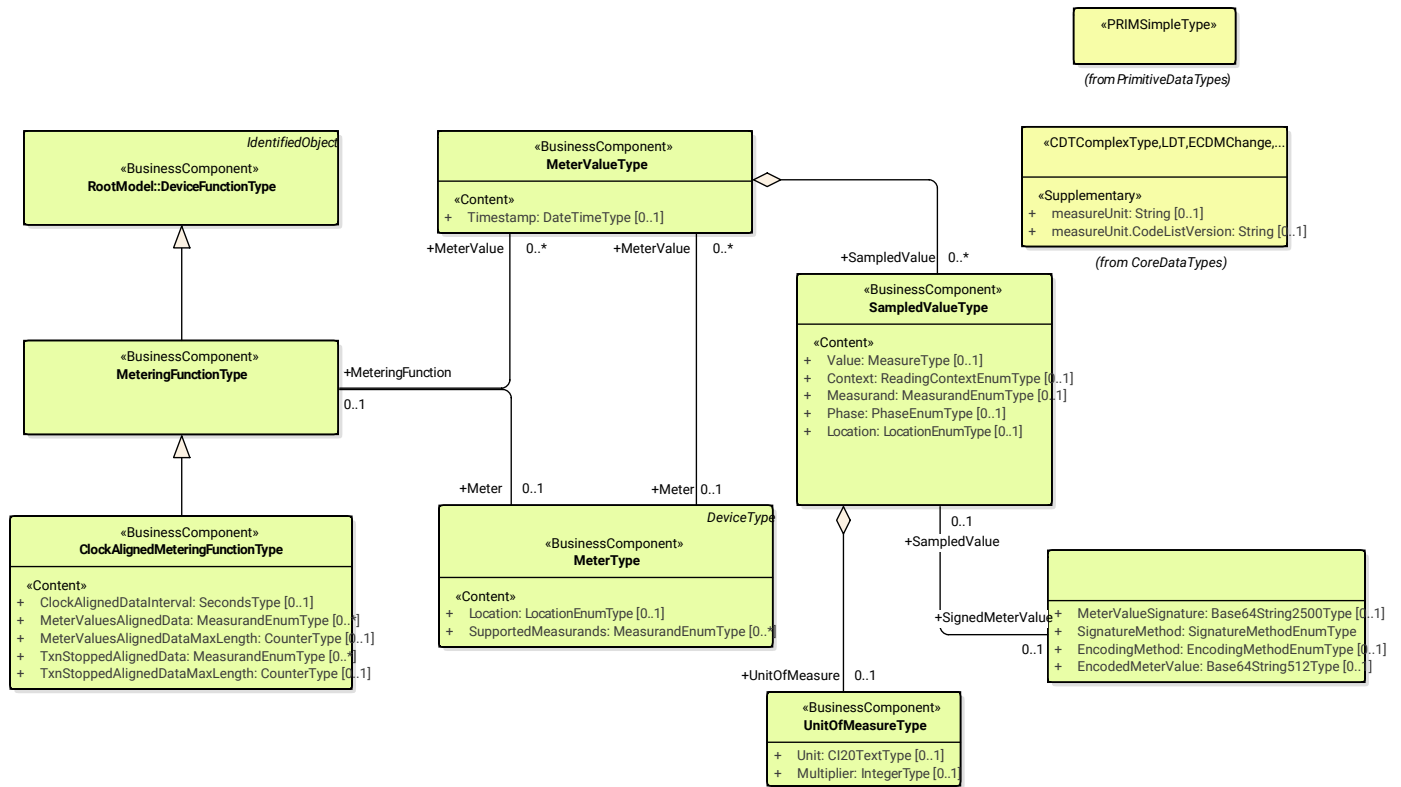 «PRIMSimpleType»
(from PrimitiveDataTypes)
IdentifiedObject
«BusinessComponent»
RootModel::DeviceFunctionType
«BusinessComponent»
MeterValueType
«Content»
+ Timestamp: DateTimeType [0..1]
«CDTComplexType,LDT,ECDMChange,...
«Supplementary»
+ measureUnit: String [0..1]
+ measureUnit.CodeListVersion: String [0..1]
(from CoreDataTypes)
+MeterValue 0..*
+MeterValue 0..*
+SampledValue 0..*
«BusinessComponent»
SampledValueType
«Content»
+ Value: MeasureType [0..1]
+ Context: ReadingContextEnumType [0..1]
+ Measurand: MeasurandEnumType [0..1]
+ Phase: PhaseEnumType [0..1]
+ Location: LocationEnumType [0..1]
«BusinessComponent»
MeteringFunctionType
+MeteringFunction
0..1
+Meter 0..1
+Meter 0..1
«BusinessComponent»
ClockAlignedMeteringFunctionType
«Content»
+ ClockAlignedDataInterval: SecondsType [0..1]
+ MeterValuesAlignedData: MeasurandEnumType [0..*]
+ MeterValuesAlignedDataMaxLength: CounterType [0..1]
+ TxnStoppedAlignedData: MeasurandEnumType [0..*]
+ TxnStoppedAlignedDataMaxLength: CounterType [0..1]
DeviceType
«BusinessComponent»
MeterType
«Content»
+ Location: LocationEnumType [0..1]
+ SupportedMeasurands: MeasurandEnumType [0..*]
0..1
+SampledValue
+SignedMeterValue
0..1
+ MeterValueSignature: Base64String2500Type [0..1]
+ SignatureMethod: SignatureMethodEnumType
+ EncodingMethod: EncodingMethodEnumType [0..1]
+ EncodedMeterValue: Base64String512Type [0..1]
+UnitOfMeasure 0..1
«BusinessComponent»
UnitOfMeasureType
+ Unit: CI20TextType [0..1]
+ Multiplier: IntegerType [0..1]